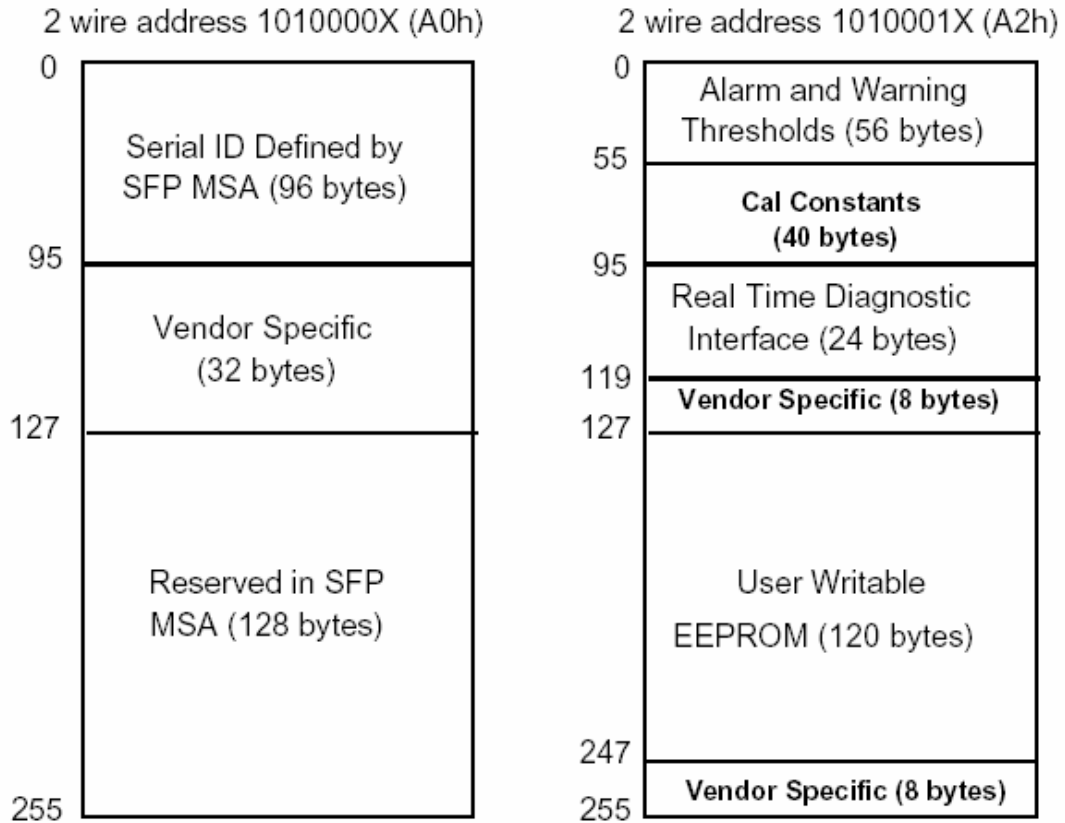 2 wire address 1010000X (A0h)
0
Serial ID Defined by
SFP MSA (96 bytes)
95
Vendor Specific
(32 bytes)
127
Reserved in SFP
MSA (128 bytes)
255
2 wire address 1010001X (A2h)
0
Alarm and Warning
Thresholds (56 bytes)
55
Cal Constants
(40 bytes)
95
Real Time Diagnostic
Interface (24 bytes)
119
Vendor Specific (8 bytes)
127
User Writable
EEPROM (120 bytes)
247
Vendor Specific (8 bytes)
255